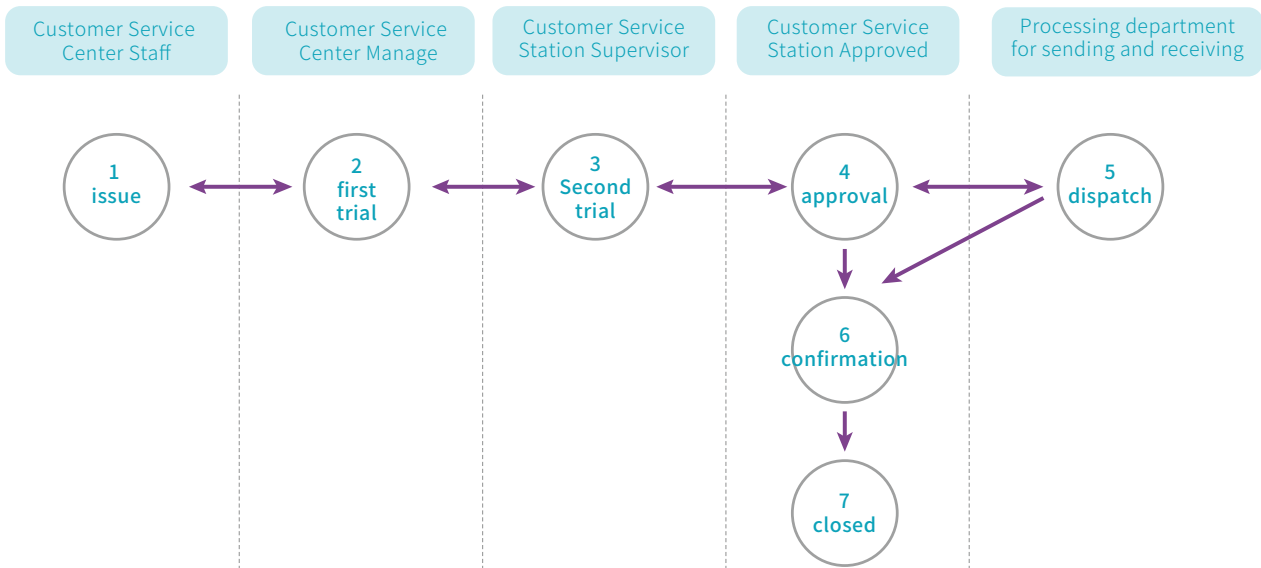 Customer Service
Center Staff
Customer Service
Center Manage
Customer Service
Station Supervisor
Customer Service
Station Approved
Processing department
for sending and receiving
1
issue
2
first
trial
3
Second
trial
4
approval
5
dispatch
6
confirmation
7
closed